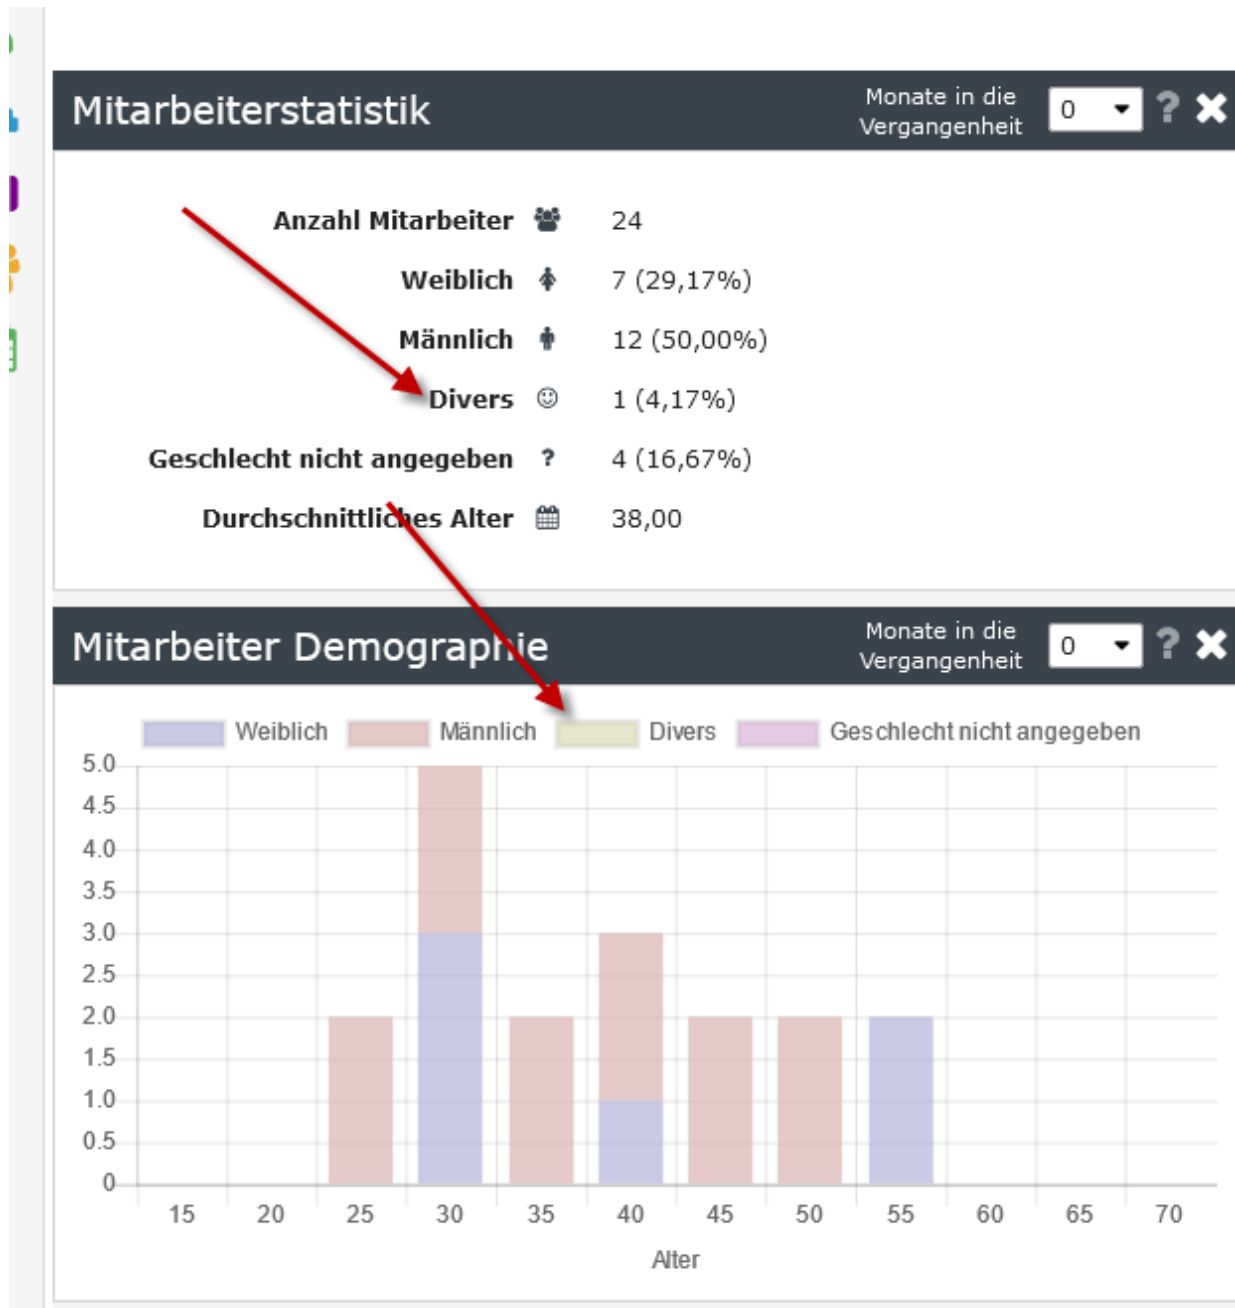 Mitarbeiterstatistik
Monate in die
Vergangenheit
0
?
Anzahl Mitarbeiter 24
Weiblich 7 (29,17%)
Männlich 12 (50,00%)
Divers 1 (4,17%)
Geschlecht nicht angegeben ? 4 (16,67%)
Durchschnittliches Alter 38,00
Mitarbeiter Demographie
Monate in die
Vergangenheit
0
?
Weiblich Männlich Divers Geschlecht nicht angegeben
5.0
4.5
4.0
3.5
3.0
2.5
2.0
1.5
1.0
0.5
0
15 20 25 30 35 40 45 50 55 60 65 70
Alter